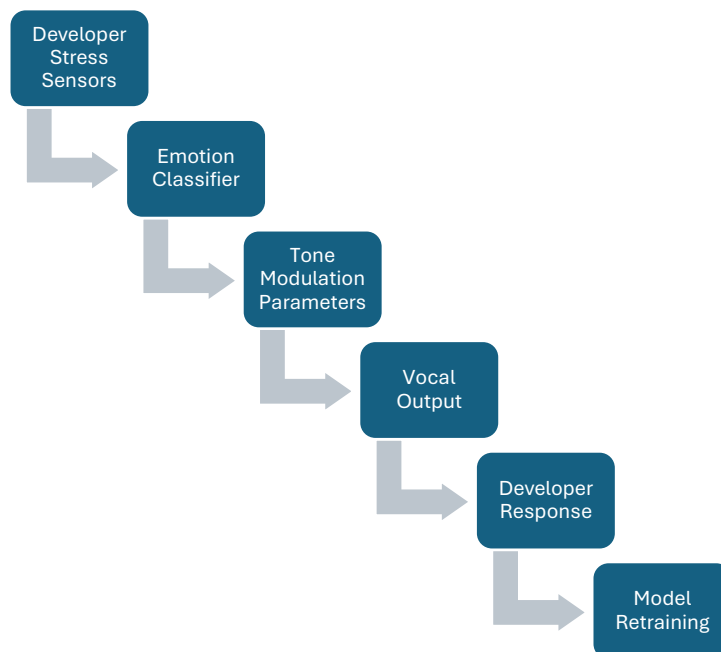 Developer
Stress
Sensors
Emotion
Classifier
Tone
Modulation
Parameters
Vocal
Output
Developer
Response
Model
Retraining